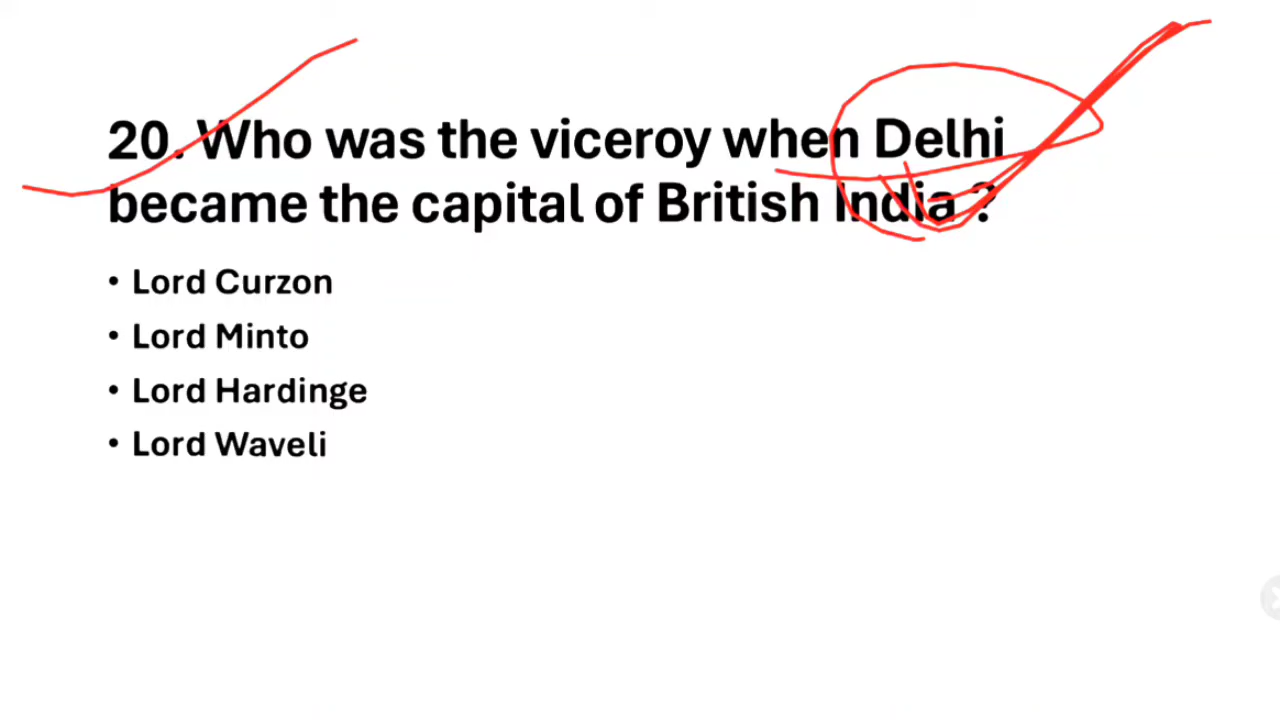 20. Who was the viceroy when Delhi
became the capital of British India ?
• Lord Curzon
• Lord Minto
• Lord Hardinge
• Lord Waveli